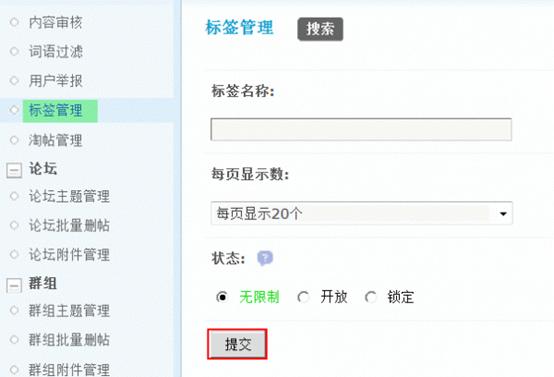 内容审核
词语过滤
用户举报
标签管理
淘帖管理
论坛
论坛主题管理
论坛批量删帖
论坛附件管理
群组
群组主题管理
群组批量删帖
群组附件管理
标签管理 搜索
标签名称:
每页显示数:
每页显示20个
状态: ?
无限制 开放 锁定
提交